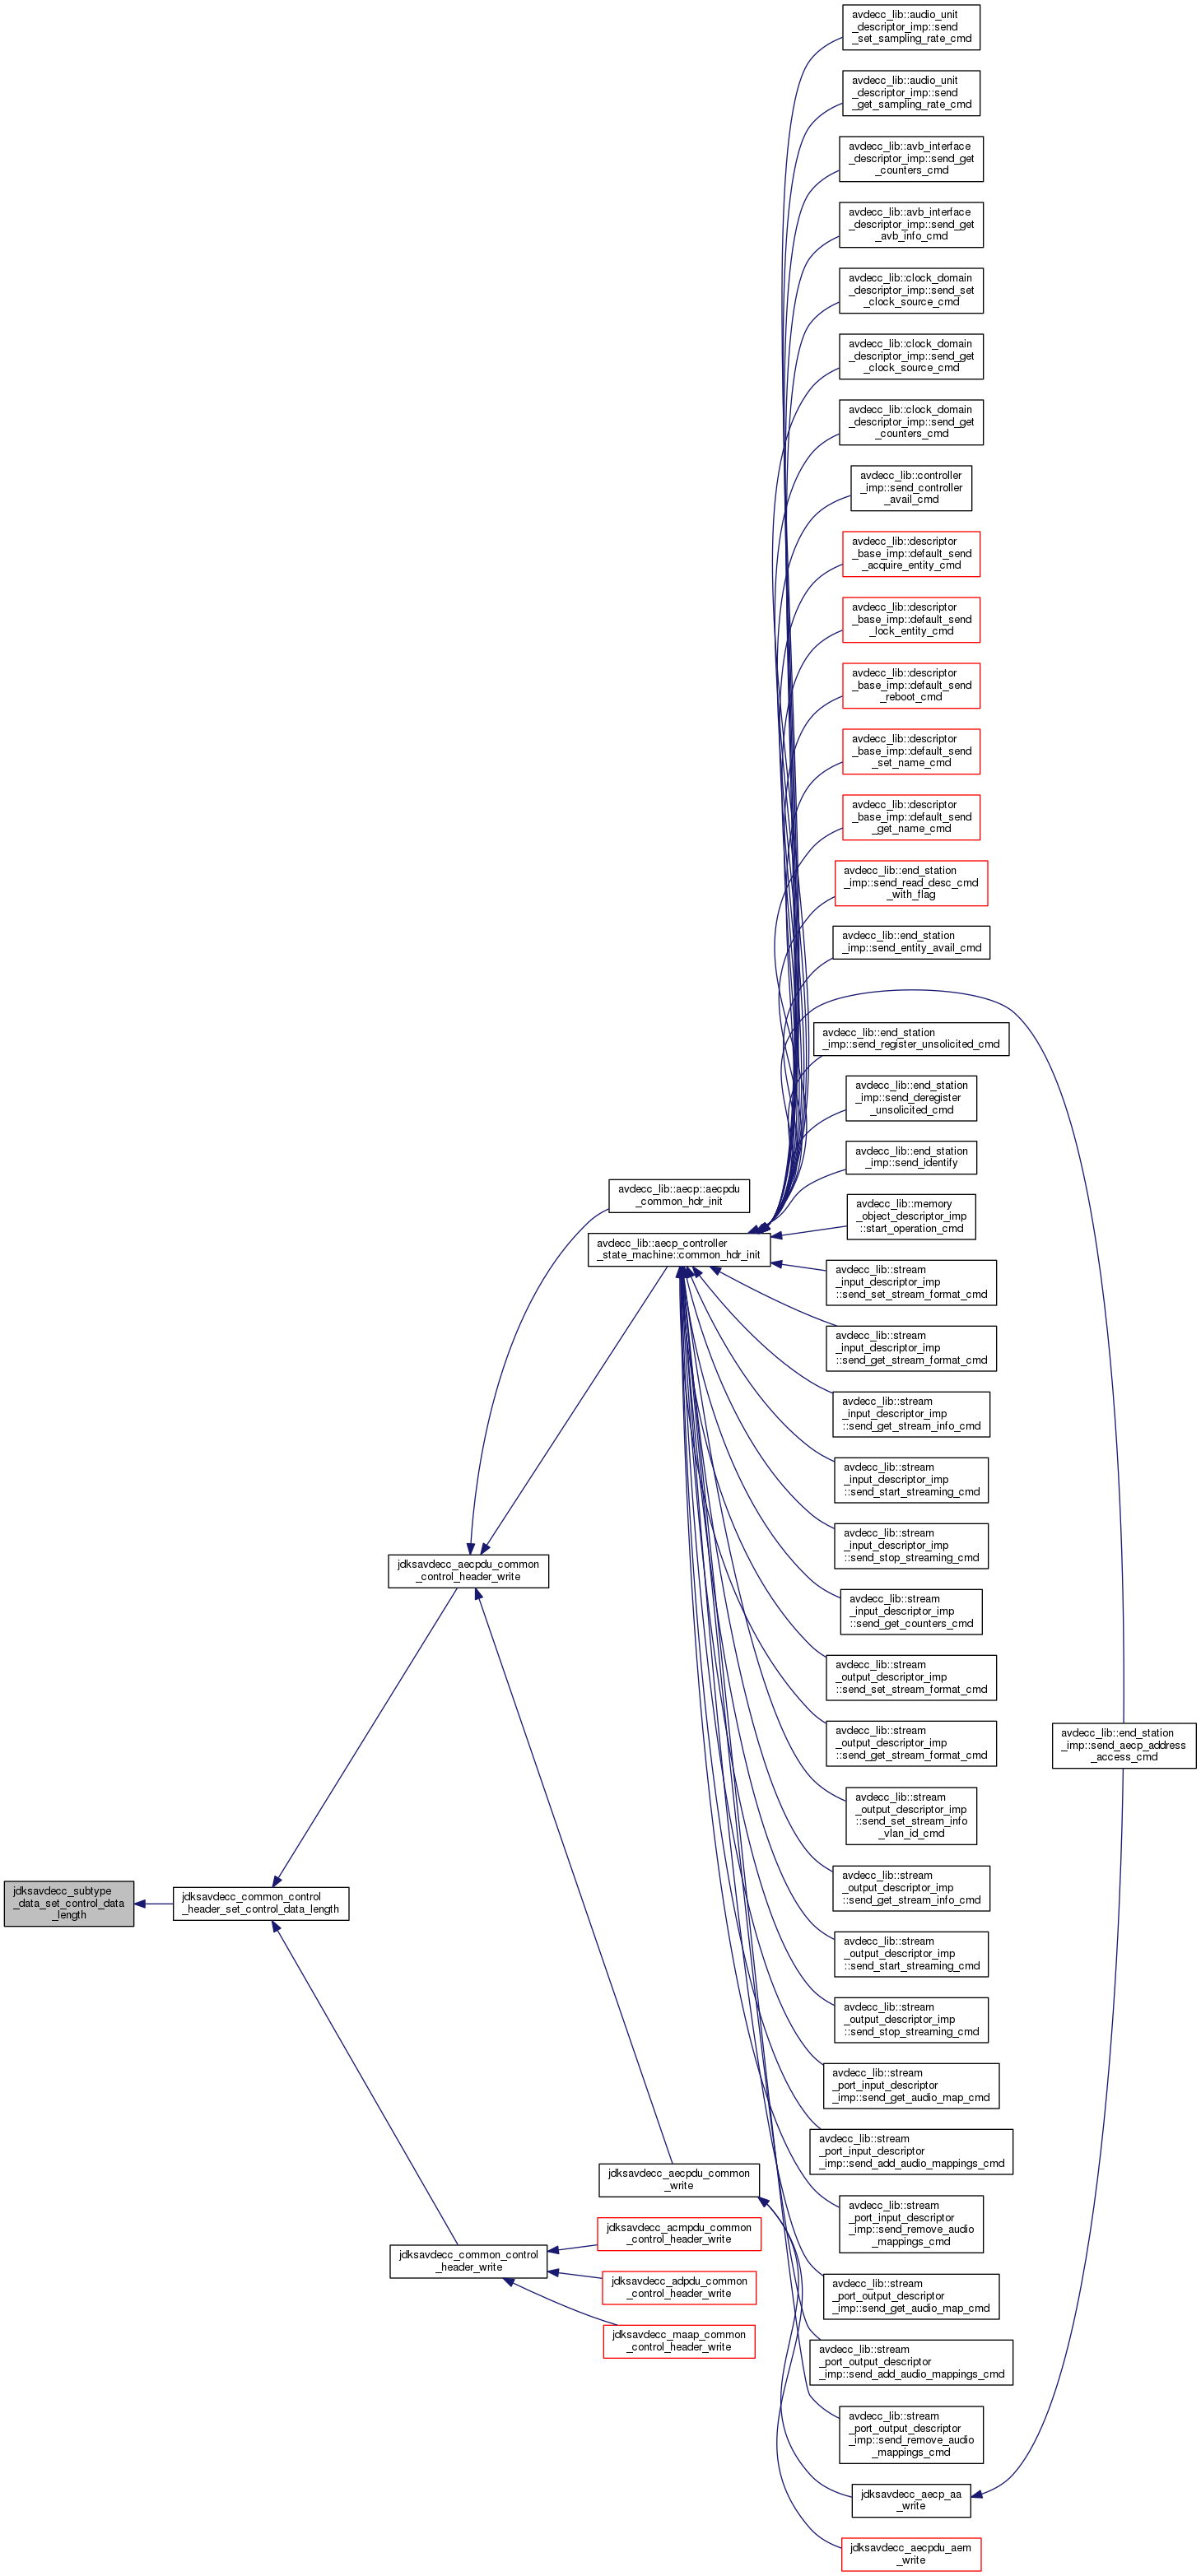 avdecc_lib::audio_unit
_descriptor_imp::send
_set_sampling_rate_cmd
avdecc_lib::audio_unit
_descriptor_imp::send
_get_sampling_rate_cmd
avdecc_lib::avb_interface
_descriptor_imp::send_get
_counters_cmd
avdecc_lib::avb_interface
_descriptor_imp::send_get
_avb_info_cmd
avdecc_lib::clock_domain
_descriptor_imp::send_set
_clock_source_cmd
avdecc_lib::clock_domain
_descriptor_imp::send_get
_clock_source_cmd
avdecc_lib::clock_domain
_descriptor_imp::send_get
_counters_cmd
avdecc_lib::controller
_imp::send_controller
_avail_cmd
avdecc_lib::descriptor
_base_imp::default_send
_acquire_entity_cmd
avdecc_lib::descriptor
_base_imp::default_send
_lock_entity_cmd
avdecc_lib::descriptor
_base_imp::default_send
_reboot_cmd
avdecc_lib::descriptor
_base_imp::default_send
_set_name_cmd
avdecc_lib::descriptor
_base_imp::default_send
_get_name_cmd
avdecc_lib::end_station
_imp::send_read_desc_cmd
_with_flag
avdecc_lib::end_station
_imp::send_entity_avail_cmd
avdecc_lib::end_station
_imp::send_register_unsolicited_cmd
avdecc_lib::end_station
_imp::send_deregister
_unsolicited_cmd
avdecc_lib::end_station
_imp::send_identify
avdecc_lib::aecp::aecpdu
_common_hdr_init
avdecc_lib::memory
_object_descriptor_imp
::start_operation_cmd
avdecc_lib::aecp_controller
_state_machine::common_hdr_init
avdecc_lib::stream
_input_descriptor_imp
::send_set_stream_format_cmd
avdecc_lib::stream
_input_descriptor_imp
::send_get_stream_format_cmd
avdecc_lib::stream
_input_descriptor_imp
::send_get_stream_info_cmd
avdecc_lib::stream
_input_descriptor_imp
::send_start_streaming_cmd
avdecc_lib::stream
_input_descriptor_imp
::send_stop_streaming_cmd
jdksavdecc_aecpdu_common
_control_header_write
avdecc_lib::stream
_input_descriptor_imp
::send_get_counters_cmd
avdecc_lib::stream
_output_descriptor_imp
::send_set_stream_format_cmd
avdecc_lib::stream
_output_descriptor_imp
::send_get_stream_format_cmd
avdecc_lib::end_station
_imp::send_aecp_address
_access_cmd
avdecc_lib::stream
_output_descriptor_imp
::send_set_stream_info
_vlan_id_cmd
jdksavdecc_subtype
_data_set_control_data
_length
jdksavdecc_common_control
_header_set_control_data_length
avdecc_lib::stream
_output_descriptor_imp
::send_get_stream_info_cmd
avdecc_lib::stream
_output_descriptor_imp
::send_start_streaming_cmd
avdecc_lib::stream
_output_descriptor_imp
::send_stop_streaming_cmd
avdecc_lib::stream
_port_input_descriptor
_imp::send_get_audio_map_cmd
avdecc_lib::stream
_port_input_descriptor
_imp::send_add_audio_mappings_cmd
jdksavdecc_aecpdu_common
_write
avdecc_lib::stream
_port_input_descriptor
_imp::send_remove_audio
_mappings_cmd
jdksavdecc_acmpdu_common
_control_header_write
jdksavdecc_common_control
_header_write
jdksavdecc_adpdu_common
_control_header_write
avdecc_lib::stream
_port_output_descriptor
_imp::send_get_audio_map_cmd
jdksavdecc_maap_common
_control_header_write
avdecc_lib::stream
_port_output_descriptor
_imp::send_add_audio_mappings_cmd
avdecc_lib::stream
_port_output_descriptor
_imp::send_remove_audio
_mappings_cmd
jdksavdecc_aecp_aa
_write
jdksavdecc_aecpdu_aem
_write